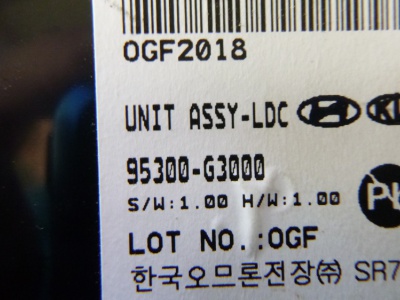 OGF2018
UNIT ASSY-LDC
95300-G3000
S/W:1.00 H/W:1.00
LOT NO.:OGF
한국오므론전장㈜ SR7